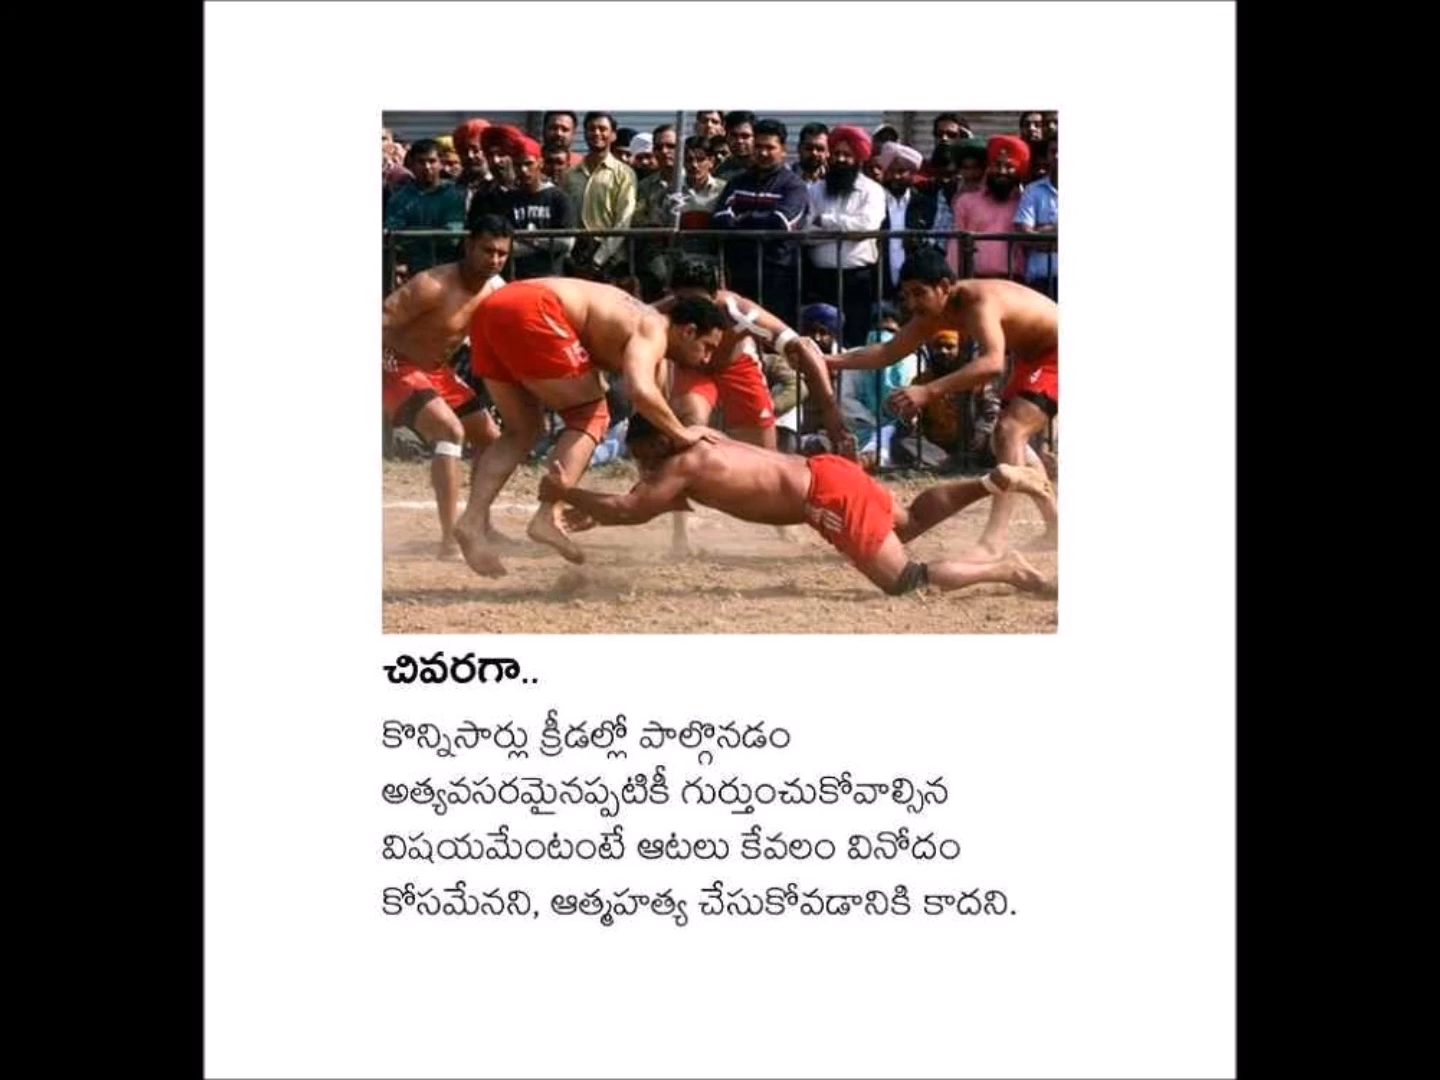 చివరగా..
కొన్నిసార్లు క్రీడల్లో పాల్గొనడం
అత్యవసరమైనప్పటికీ గుర్తుంచుకోవాల్సిన
విషయమేంటంటే ఆటలు కేవలం వినోదం
కోసమేనని, ఆత్మహత్య చేసుకోవడానికి కాదని.